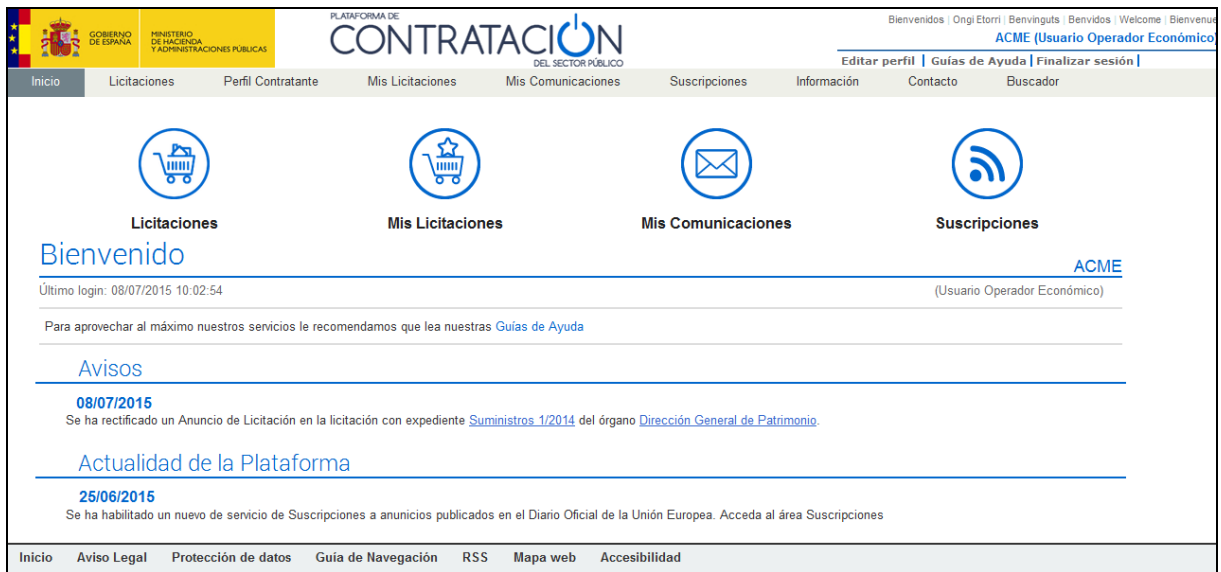 GOBIERNO
DE ESPAÑA
MINISTERIO
DE HACIENDA
Y ADMINISTRACIONES PÚBLICAS
PLATAFORMA DE
CONTRATACIÓN
DEL SECTOR PÚBLICO
Bienvenidos | Ongi Etorri | Benvinguts | Benvidos | Welcome | Bienvenue
ACME (Usuario Operador Económico)
Editar perfil | Guías de Ayuda | Finalizar sesión |
Inicio Licitaciones Perfil Contratante Mis Licitaciones Mis Comunicaciones Suscripciones Información Contacto Buscador
Licitaciones Mis Licitaciones Mis Comunicaciones Suscripciones
Bienvenido
ACME
Último login: 08/07/2015 10:02:54 (Usuario Operador Económico)
Para aprovechar al máximo nuestros servicios le recomendamos que lea nuestras Guías de Ayuda
Avisos
08/07/2015
Se ha rectificado un Anuncio de Licitación en la licitación con expediente Suministros 1/2014 del órgano Dirección General de Patrimonio.
Actualidad de la Plataforma
25/06/2015
Se ha habilitado un nuevo de servicio de Suscripciones a anunicios publicados en el Diario Oficial de la Unión Europea. Acceda al área Suscripciones
Inicio Aviso Legal Protección de datos Guía de Navegación RSS Mapa web Accesibilidad